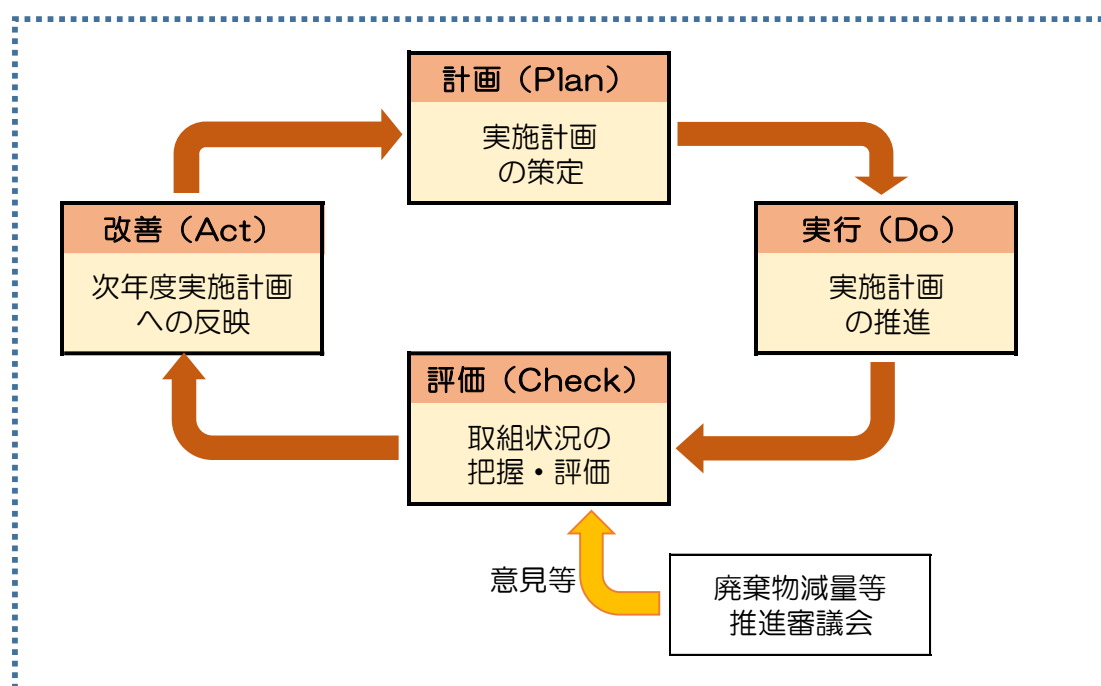 計画（Plan）
実施計画
の策定
改善（Act）
次年度実施計画
への反映
実行（Do）
実施計画
の推進
評価（Check）
取組状況の
把握・評価
意見等
廃棄物減量等
推進審議会